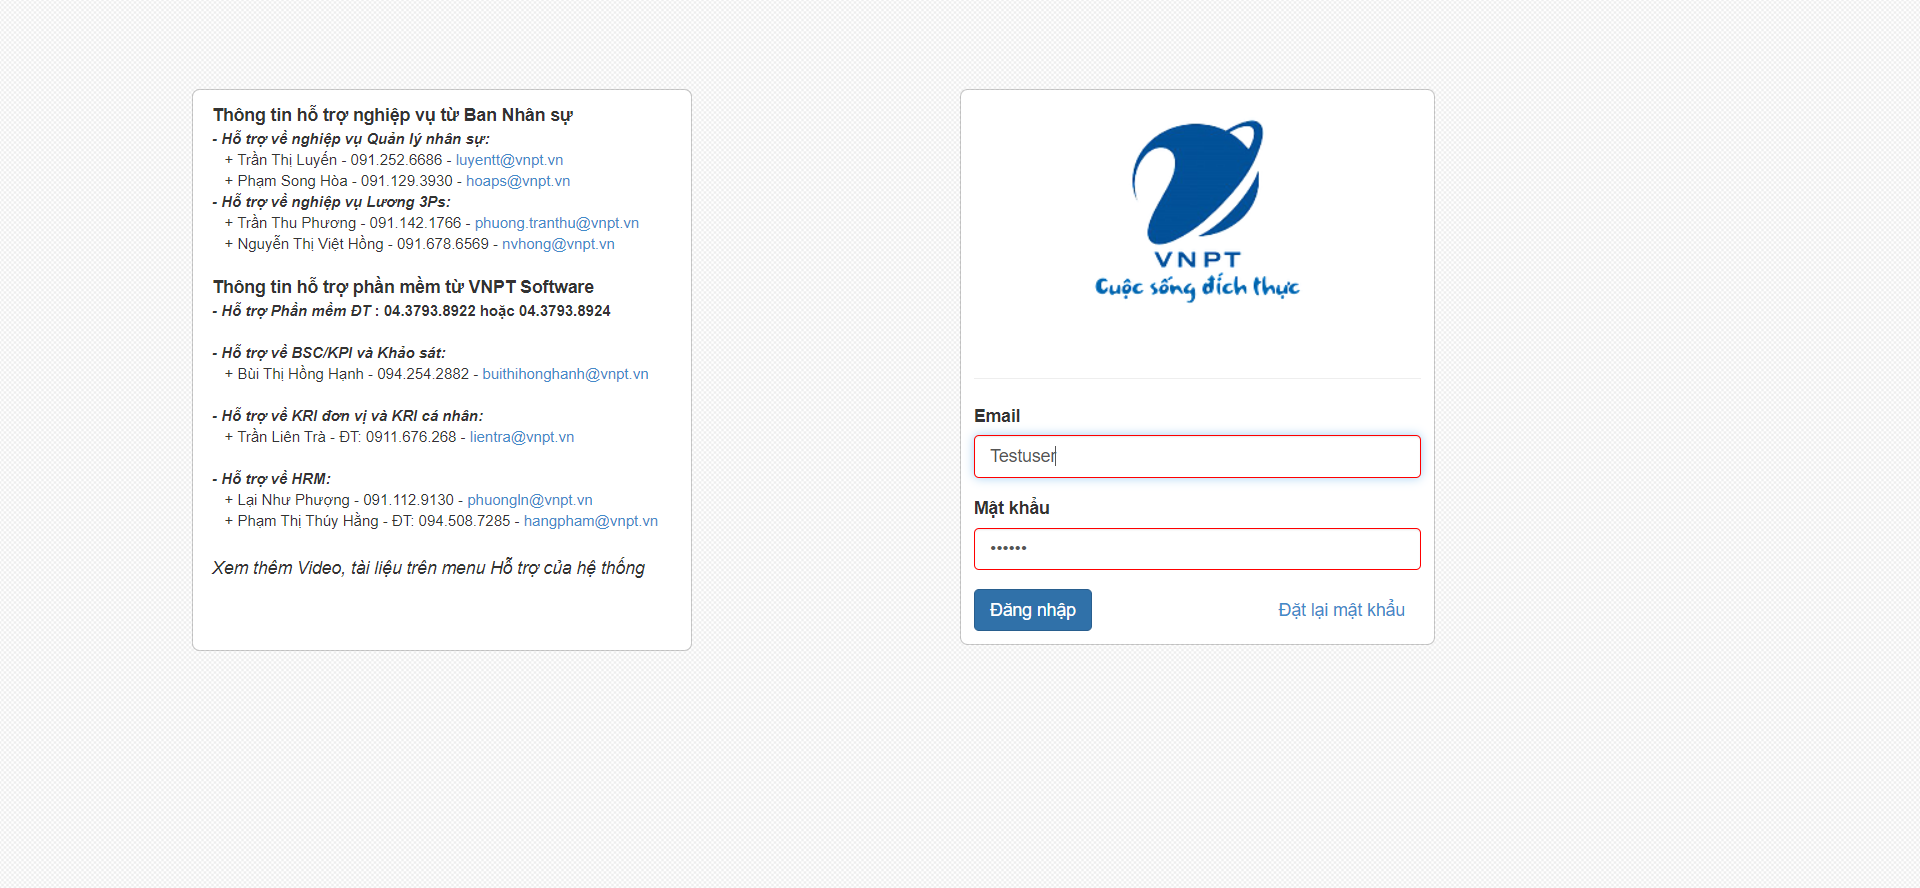 Thông tin hỗ trợ nghiệp vụ từ Ban Nhân sự
- Hỗ trợ về nghiệp vụ Quản lý nhân sự:
+ Trần Thị Luyến - 091.252.6686 - luyentt@vnpt.vn
+ Phạm Song Hòa - 091.129.3930 - hoaps@vnpt.vn
- Hỗ trợ về nghiệp vụ Lương 3Ps:
+ Trần Thu Phương - 091.142.1766 - phuong.tranthu@vnpt.vn
+ Nguyễn Thị Việt Hồng - 091.678.6569 - nvhong@vnpt.vn
Thông tin hỗ trợ phần mềm từ VNPT Software
- Hỗ trợ Phần mềm ĐT : 04.3793.8922 hoặc 04.3793.8924
- Hỗ trợ về BSC/KPI và Khảo sát:
+ Bùi Thị Hồng Hạnh - 094.254.2882 - buithihonghanh@vnpt.vn
- Hỗ trợ về KRI đơn vị và KRI cá nhân:
+ Trần Liên Trà - ĐT: 0911.676.268 - lientra@vnpt.vn
- Hỗ trợ về HRM:
+ Lại Như Phượng - 091.112.9130 - phuongln@vnpt.vn
+ Phạm Thị Thúy Hằng - ĐT: 094.508.7285 - hangpham@vnpt.vn
Xem thêm Video, tài liệu trên menu Hỗ trợ của hệ thống
VNPT
Cuộc sống đích thực
Email
Testuser
Mật khẩu
••••••
Đăng nhập
Đặt lại mật khẩu